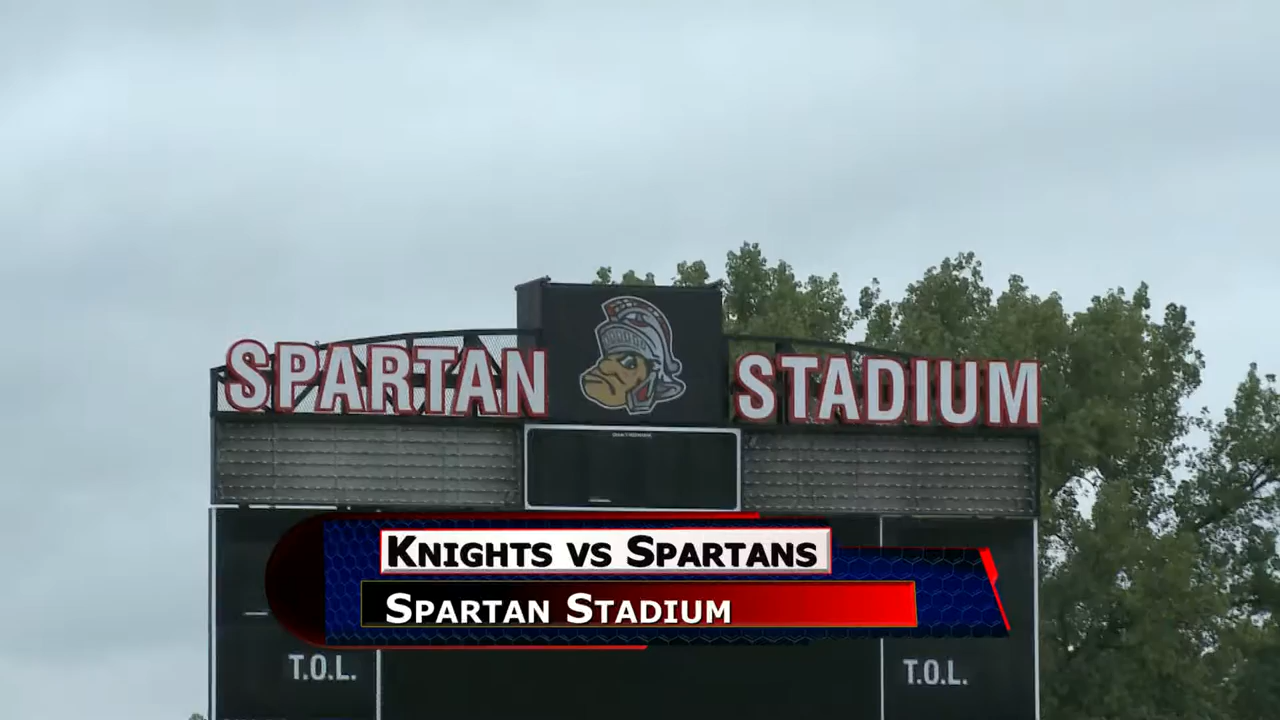 SPARTAN STADIUM
KNIGHTS VS SPARTANS
SPARTAN STADIUM
T.O.L. T.O.L.